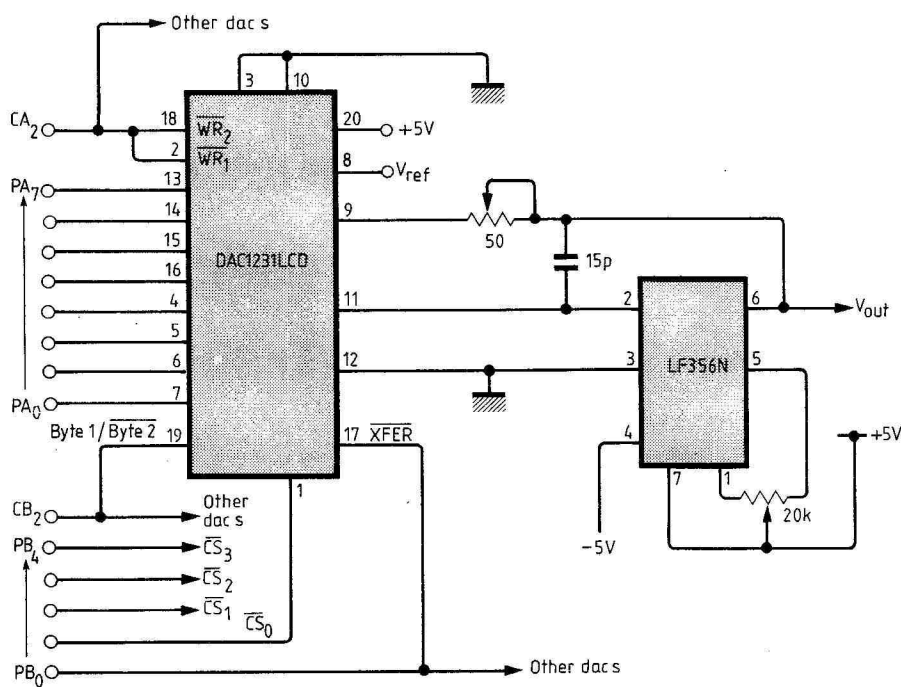 Other dacs
3
10
CA2
18
WR2
20
+5V
2
WR1
8
Vref
PA7
13
9
14
50
15
DAC1231LCD
15p
16
4
11
2
6
Vout
5
LF356N
6
12
3
5
PA0
7
Byte 1/Byte 2
19
17
XFER
4
+5V
7
1
1
20k
-5V
CB2
Other
dacs
PB4
CS3
CS2
CS1
CS0
PB0
Other dacs